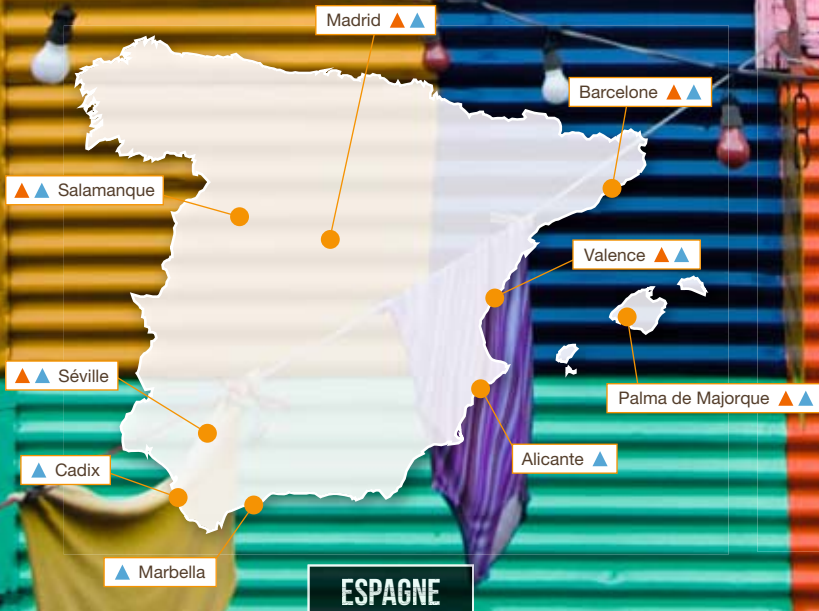 Madrid
Barcelone
Salamanque
Valence
Séville
Palma de Majorque
Alicante
Cadix
Marbella
ESPAGNE